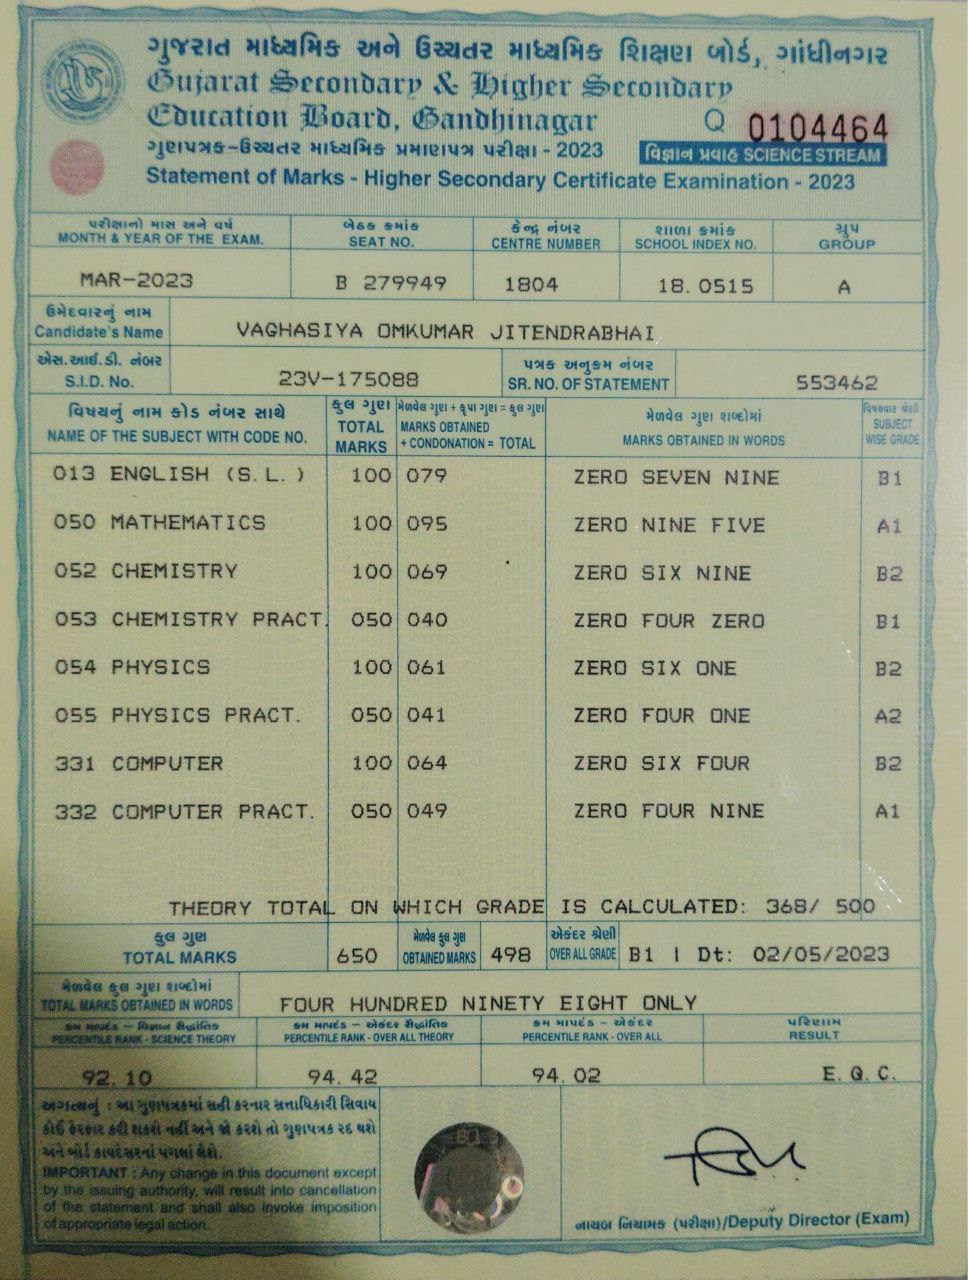 ગુજરાત માધ્યમિક અને ઉચ્ચતર માધ્યમિક શિક્ષણ બોર્ડ, ગાંધીનગર
Gujarat Secondary & Higher Secondary
Education Board, Gandhinagar
Q 0104464
ગુણપત્રક-ઉચ્ચતર માધ્યમિક પ્રમાણપત્ર પરીક્ષા - 2023
વિજ્ઞાન પ્રવાહ SCIENCE STREAM
Statement of Marks - Higher Secondary Certificate Examination - 2023
પરીક્ષાનો માસ અને વર્ષ બેઠક ક્રમાંક કેન્દ્ર નંબર શાળા ક્રમાંક ગ્રુપ
MONTH & YEAR OF THE EXAM. SEAT NO. CENTRE NUMBER SCHOOL INDEX NO. GROUP
MAR-2023 B 279949 1804 18.0515 A
ઉમેદવારનું નામ
Candidate's Name VAGHASIYA OMKUMAR JITENDRABHAI
એસ.આઈ.ડી. નંબર પત્રક અનુક્રમ નંબર
S.I.D. No. 23V-175088 SR. NO. OF STATEMENT 553462
વિષયનું નામ કોડ નંબર સાથે કુલ ગુણ મેળવેલ ગુણ + કૃપા ગુણ = કુલ ગુણ મેળવેલ ગુણ શબ્દોમાં વિષયવાર શ્રેણી
NAME OF THE SUBJECT WITH CODE NO. TOTAL MARKS MARKS OBTAINED + CONDONATION = TOTAL MARKS OBTAINED IN WORDS SUBJECT WISE GRADE
013 ENGLISH (S.L.) 100 079 ZERO SEVEN NINE B1
050 MATHEMATICS 100 095 ZERO NINE FIVE A1
052 CHEMISTRY 100 069 ZERO SIX NINE B2
053 CHEMISTRY PRACT. 050 040 ZERO FOUR ZERO B1
054 PHYSICS 100 061 ZERO SIX ONE B2
055 PHYSICS PRACT. 050 041 ZERO FOUR ONE A2
331 COMPUTER 100 064 ZERO SIX FOUR B2
332 COMPUTER PRACT. 050 049 ZERO FOUR NINE A1
THEORY TOTAL ON WHICH GRADE IS CALCULATED: 368/ 500
કુલ ગુણ મેળવેલ કુલ ગુણ એકંદર શ્રેણી
TOTAL MARKS 650 OBTAINED MARKS 498 OVER ALL GRADE B1 | Dt: 02/05/2023
મેળવેલ કુલ ગુણ શબ્દોમાં
TOTAL MARKS OBTAINED IN WORDS FOUR HUNDRED NINETY EIGHT ONLY
ક્રમ માપદંડ - વિજ્ઞાન સૈદ્ધાંતિક ક્રમ માપદંડ - એકંદર સૈદ્ધાંતિક ક્રમ માપદંડ - એકંદર પરિણામ
PERCENTILE RANK - SCIENCE THEORY PERCENTILE RANK - OVER ALL THEORY PERCENTILE RANK - OVER ALL RESULT
92.10 94.42 94.02 E.Q.C.
અગત્યનું : આ ગુણપત્રકમાં સહી કરનાર સત્તાધિકારી સિવાય
કોઈ ફેરફાર કરી શકશે નહીં અને જો કરશે તો ગુણપત્રક રદ થશે
અને બોર્ડ કાયદેસરનાં પગલાં લેશે.
IMPORTANT : Any change in this document except
by the issuing authority, will result into cancellation
of the statement and shall also invoke imposition
of appropriate legal action.
નાયબ નિયામક (પરીક્ષા)/Deputy Director (Exam)